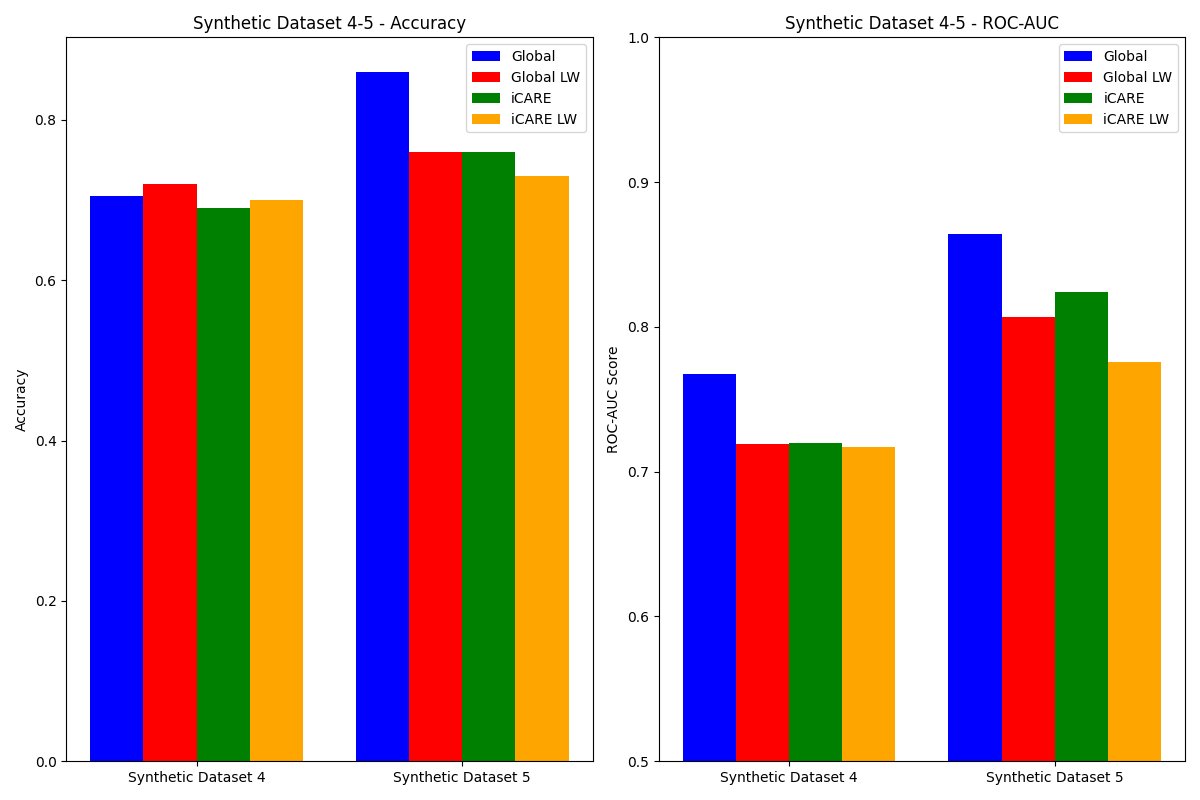 Synthetic Dataset 4-5 - Accuracy
Accuracy
0.8
0.6
0.4
0.2
0.0
Synthetic Dataset 4
Synthetic Dataset 5
Global
Global LW
iCARE
iCARE LW
Synthetic Dataset 4-5 - ROC-AUC
ROC-AUC Score
1.0
0.9
0.8
0.7
0.6
0.5
Synthetic Dataset 4
Synthetic Dataset 5
Global
Global LW
iCARE
iCARE LW